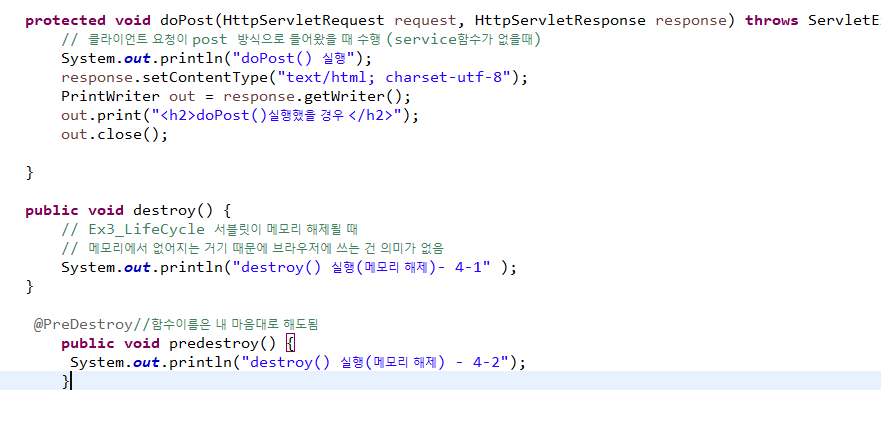 protected void doPost(HttpServletRequest request, HttpServletResponse response) throws ServletE
// 클라이언트 요청이 post 방식으로 들어왔을 때 수행 (service함수가 없을때)
System.out.println("doPost() 실행");
response.setContentType("text/html; charset-utf-8");
PrintWriter out = response.getWriter();
out.print("<h2>doPost()실행했을 경우 </h2>");
out.close();
}
public void destroy() {
// Ex3_LifeCycle 서블릿이 메모리 해제될 때
// 메모리에서 없어지는 거기 때문에 브라우저에 쓰는 건 의미가 없음
System.out.println("destroy() 실행(메모리 해제)- 4-1" );
}
@PreDestroy//함수이름은 내 마음대로 해도됨
public void predestroy() {
System.out.println("destroy() 실행(메모리 해제) - 4-2");
}